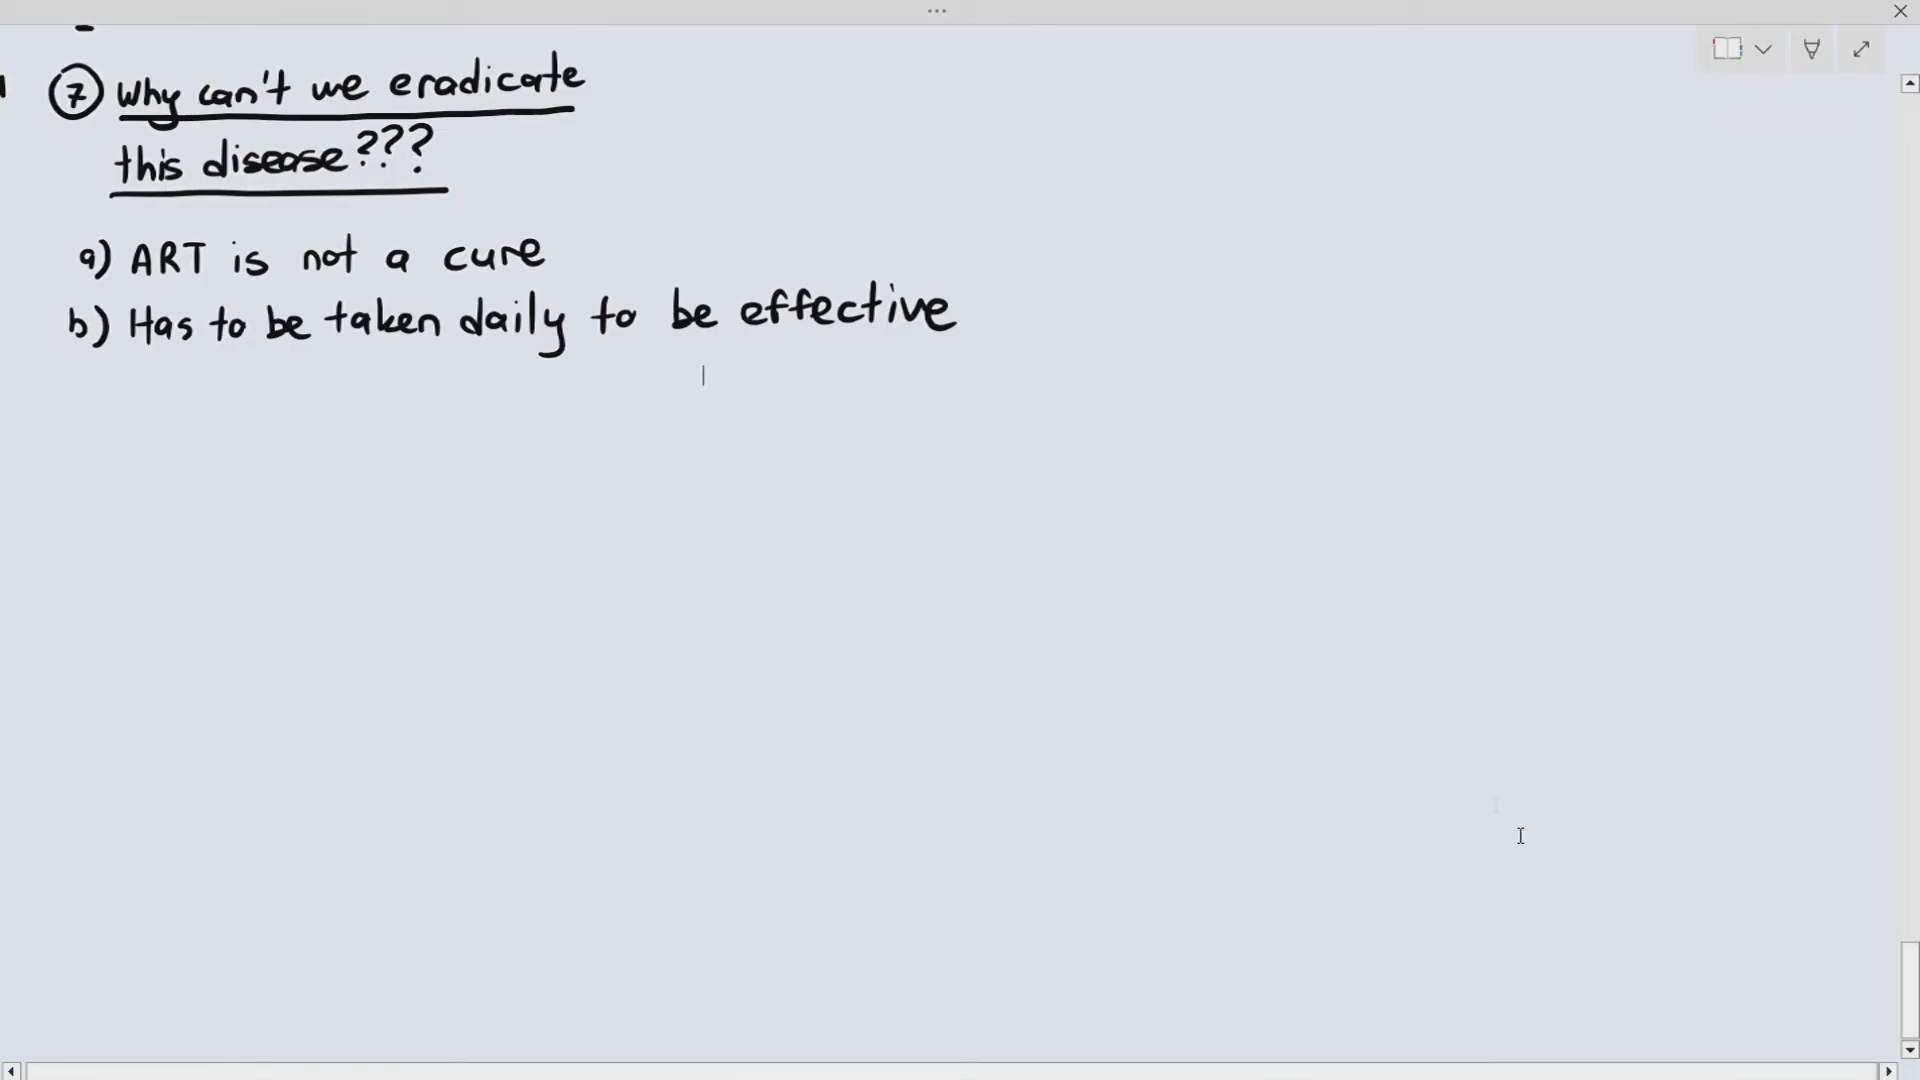 ⑦ Why can't we eradicate
this disease???
a) ART is not a cure
b) Has to be taken daily to be effective